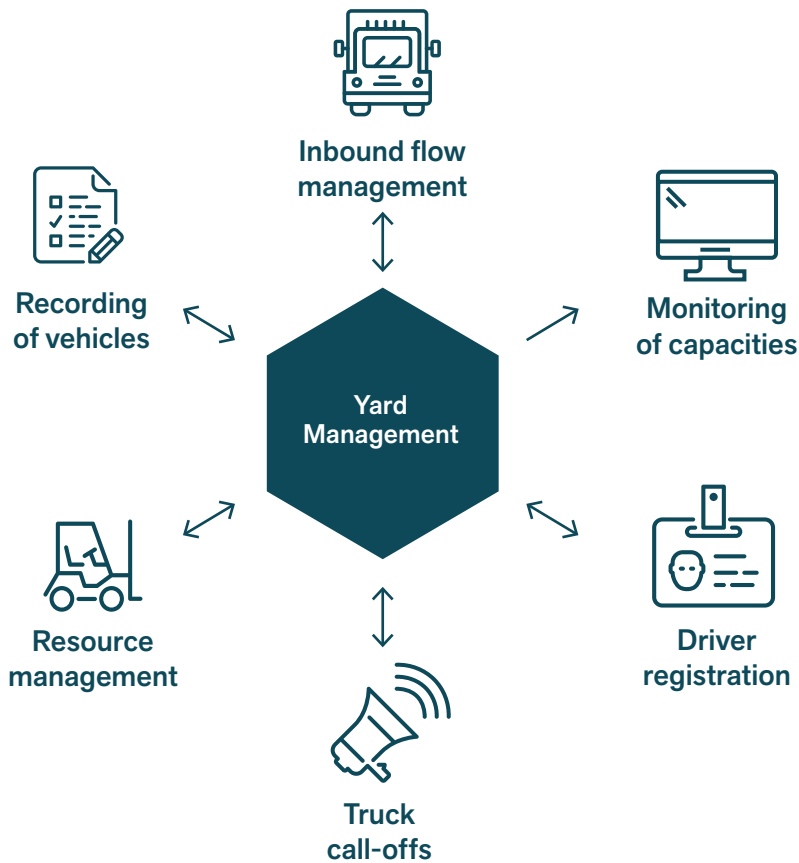 Inbound flow
management
Recording
of vehicles
Monitoring
of capacities
Yard
Management
Resource
management
Driver
registration
Truck
call-offs